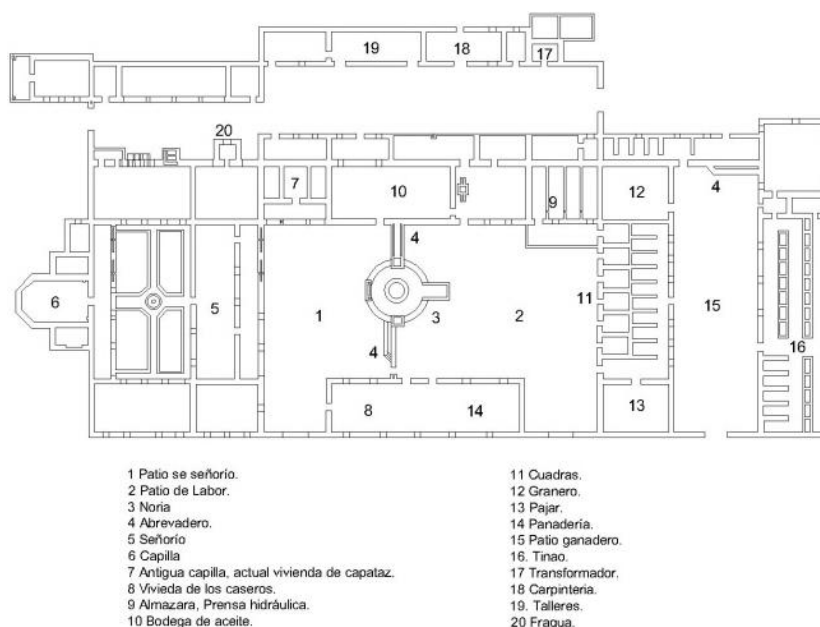 19
18
17
20
7
10
9
12
4
4
6
5
1
3
2
11
15
16
4
8
14
13
1 Patio se señorío.
2 Patio de Labor.
3 Noria
4 Abrevadero.
5 Señorío
6 Capilla
7 Antigua capilla, actual vivienda de capataz.
8 Vivieda de los caseros.
9 Almazara, Prensa hidráulica.
10 Bodega de aceite.
11 Cuadras.
12 Granero.
13 Pajar.
14 Panadería.
15 Patio ganadero.
16. Tinao.
17 Transformador.
18 Carpinteria.
19. Talleres.
20 Fragua.